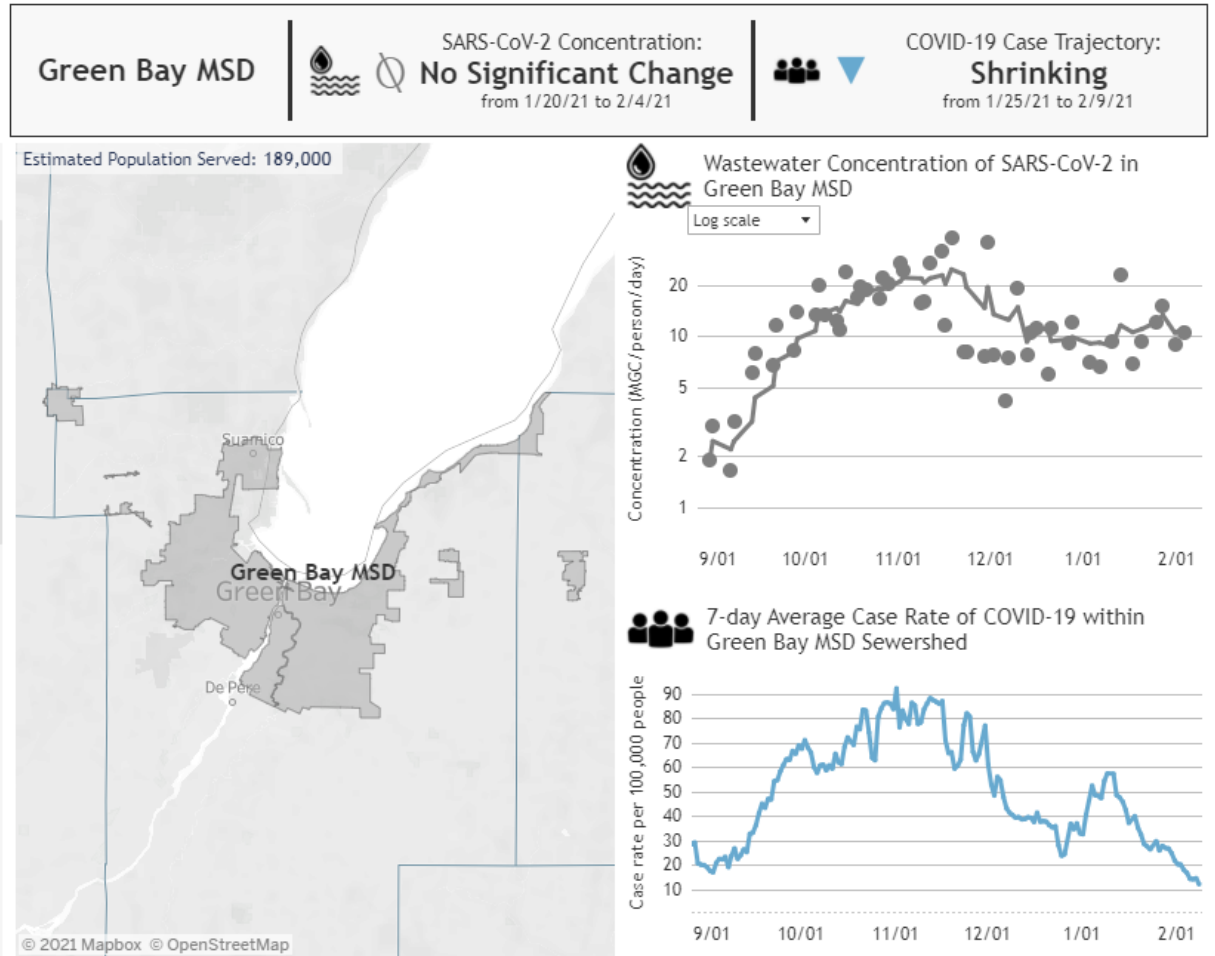 Green Bay MSD
SARS-CoV-2 Concentration:
No Significant Change
from 1/20/21 to 2/4/21
COVID-19 Case Trajectory:
Shrinking
from 1/25/21 to 2/9/21
Estimated Population Served: 189,000
Suamico
Green Bay MSD
Green Bay
De Pere
© 2021 Mapbox © OpenStreetMap
Wastewater Concentration of SARS-CoV-2 in
Green Bay MSD
Log scale
Concentration (MGC/person/day)
20
10
5
2
1
9/01 10/01 11/01 12/01 1/01 2/01
7-day Average Case Rate of COVID-19 within
Green Bay MSD Sewershed
Case rate per 100,000 people
90
80
70
60
50
40
30
20
10
9/01 10/01 11/01 12/01 1/01 2/01